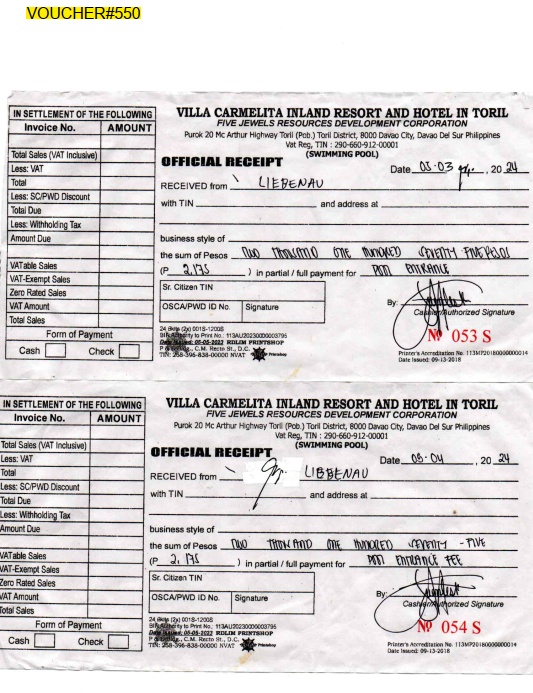 VOUCHER#550
IN SETTLEMENT OF THE FOLLOWING
Invoice No. AMOUNT
Total Sales (VAT Inclusive)
Less: VAT
Total
Less: SC/PWD Discount
Total Due
Less: Withholding Tax
Amount Due
VATable Sales
VAT-Exempt Sales
Zero Rated Sales
VAT Amount
Total Sales
Form of Payment
Cash Check
VILLA CARMELITA INLAND RESORT AND HOTEL IN TORIL
FIVE JEWELS RESOURCES DEVELOPMENT CORPORATION
Purok 20 Mc Arthur Highway Toril (Pob.) Toril District, 8000 Davao City, Davao Del Sur Philippines
Vat Reg, TIN : 290-660-912-00001
(SWIMMING POOL)
OFFICIAL RECEIPT
Date 03-03, 20 24
RECEIVED from LIEBENAU
with TIN and address at
business style of
the sum of Pesos TWO THOUSAND ONE HUNDRED SEVENTY FIVE PESOS
(P 2,175 ) in partial / full payment for POOL ENTRANCE
Sr. Citizen TIN
OSCA/PWD ID No. Signature
By:
Cashier/Authorized Signature
№ 053 S
24 Bkits (2x) 001S-1200S
BIR Authority to Print No.: 113AU20230000003795
Date Issued: 05-05-2023 RDLIM PRINTSHOP
C.M. Recto St., D.C.
TIN: 258-396-838-00000 NVAT Printshop
Printer's Accreditation No. 113MP20180000000014
Date Issued: 09-13-2018
IN SETTLEMENT OF THE FOLLOWING
Invoice No. AMOUNT
Total Sales (VAT Inclusive)
Less: VAT
Total
Less: SC/PWD Discount
Total Due
Less: Withholding Tax
Amount Due
VATable Sales
VAT-Exempt Sales
Zero Rated Sales
VAT Amount
Total Sales
Form of Payment
Cash Check
VILLA CARMELITA INLAND RESORT AND HOTEL IN TORIL
FIVE JEWELS RESOURCES DEVELOPMENT CORPORATION
Purok 20 Mc Arthur Highway Toril (Pob.) Toril District, 8000 Davao City, Davao Del Sur Philippines
Vat Reg, TIN : 290-660-912-00001
(SWIMMING POOL)
OFFICIAL RECEIPT
Date 03-04, 20 24
RECEIVED from LIEBENAU
with TIN and address at
business style of
the sum of Pesos TWO THOUSAND ONE HUNDRED SEVENTY - FIVE
(P 2,175 ) in partial / full payment for POOL ENTRANCE FEE
Sr. Citizen TIN
OSCA/PWD ID No. Signature
By:
Cashier/Authorized Signature
№ 054 S
24 Bkits (2x) 001S-1200S
BIR Authority to Print No.: 113AU20230000003795
Date Issued: 05-05-2023 RDLIM PRINTSHOP
C.M. Recto St., D.C.
TIN: 258-396-838-00000 NVAT Printshop
Printer's Accreditation No. 113MP20180000000014
Date Issued: 09-13-2018